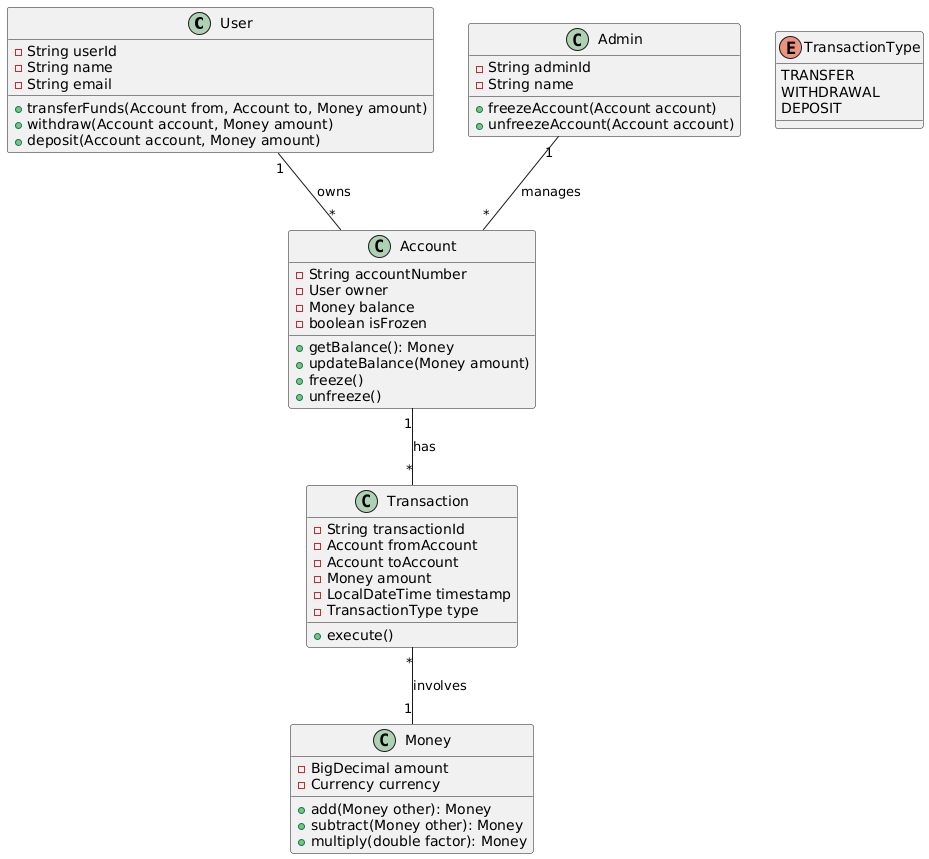 C User
String userId
String name
String email
transferFunds(Account from, Account to, Money amount)
withdraw(Account account, Money amount)
deposit(Account account, Money amount)
C Admin
String adminId
String name
freezeAccount(Account account)
unfreezeAccount(Account account)
E TransactionType
TRANSFER
WITHDRAWAL
DEPOSIT
1
owns
*
1
manages
*
C Account
String accountNumber
User owner
Money balance
boolean isFrozen
getBalance(): Money
updateBalance(Money amount)
freeze()
unfreeze()
1
has
*
C Transaction
String transactionId
Account fromAccount
Account toAccount
Money amount
LocalDateTime timestamp
TransactionType type
execute()
*
involves
1
C Money
BigDecimal amount
Currency currency
add(Money other): Money
subtract(Money other): Money
multiply(double factor): Money